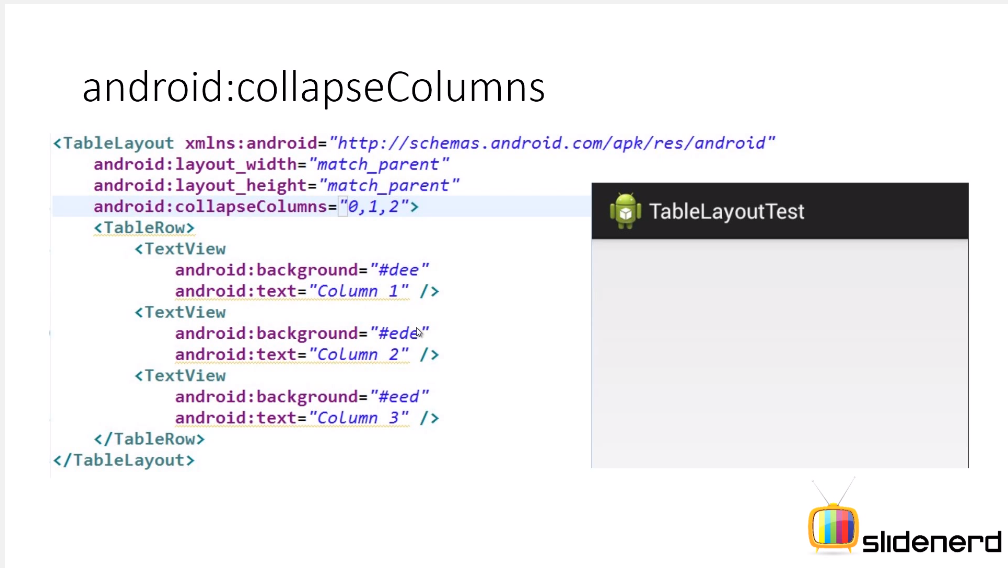 android:collapseColumns
<TableLayout xmlns:android="http://schemas.android.com/apk/res/android"
android:layout_width="match_parent"
android:layout_height="match_parent"
android:collapseColumns="0,1,2">
<TableRow>
<TextView
android:background="#dee"
android:text="Column 1" />
<TextView
android:background="#ede"
android:text="Column 2" />
<TextView
android:background="#eed"
android:text="Column 3" />
</TableRow>
</TableLayout>
TableLayoutTest
slidenerd